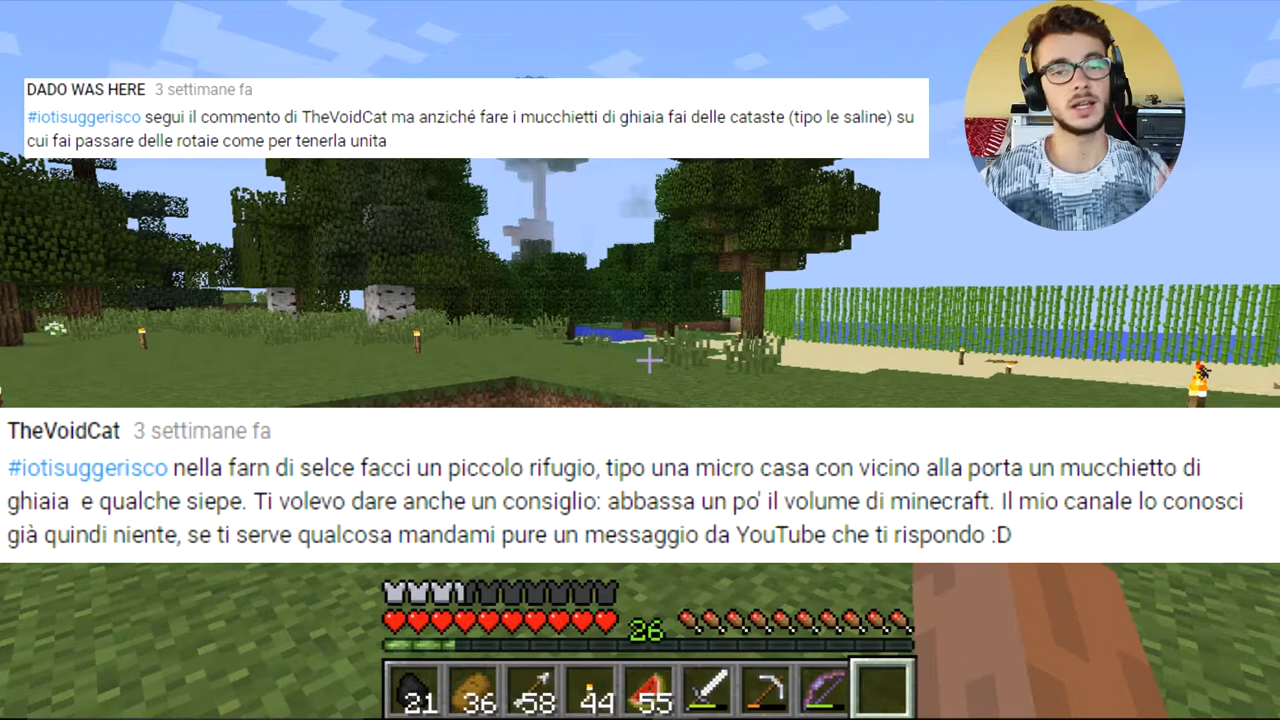 DADO WAS HERE 3 settimane fa
#iotisuggerisco segui il commento di TheVoidCat ma anziché fare i mucchietti di ghiaia fai delle cataste (tipo le saline) su
cui fai passare delle rotaie come per tenerla unita
TheVoidCat 3 settimane fa
#iotisuggerisco nella farn di selce facci un piccolo rifugio, tipo una micro casa con vicino alla porta un mucchietto di
ghiaia e qualche siepe. Ti volevo dare anche un consiglio: abbassa un po' il volume di minecraft. Il mio canale lo conosci
già quindi niente, se ti serve qualcosa mandami pure un messaggio da YouTube che ti rispondo :D
26
21 36 58 44 55